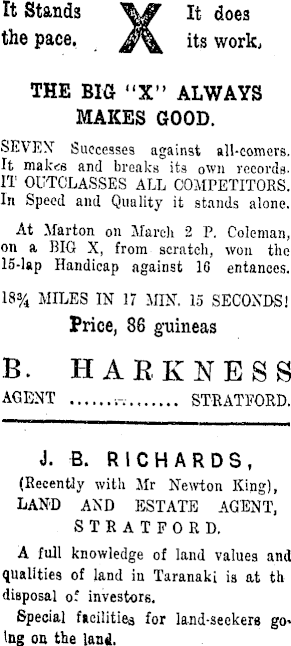 It Stands X It does
the pace. its work.
THE BIG "X" ALWAYS
MAKES GOOD.
SEVEN Successes against all-comers.
It makes and breaks its own records.
IT OUTCLASSES ALL COMPETITORS.
In Speed and Quality it stands alone.
At Marton on March 2 P. Coleman,
on a BIG X, from scratch, won the
15-lap Handicap against 16 entances.
18¾ MILES IN 17 MIN. 15 SECONDS!
Price, 86 guineas
B. HARKNESS
AGENT ............... STRATFORD.
J. B. RICHARDS,
(Recently with Mr Newton King),
LAND AND ESTATE AGENT,
STRATFORD.
A full knowledge of land values and
qualities of land in Taranaki is at th
disposal of investors.
Special facilities for land-seekers go-
ing on the land.